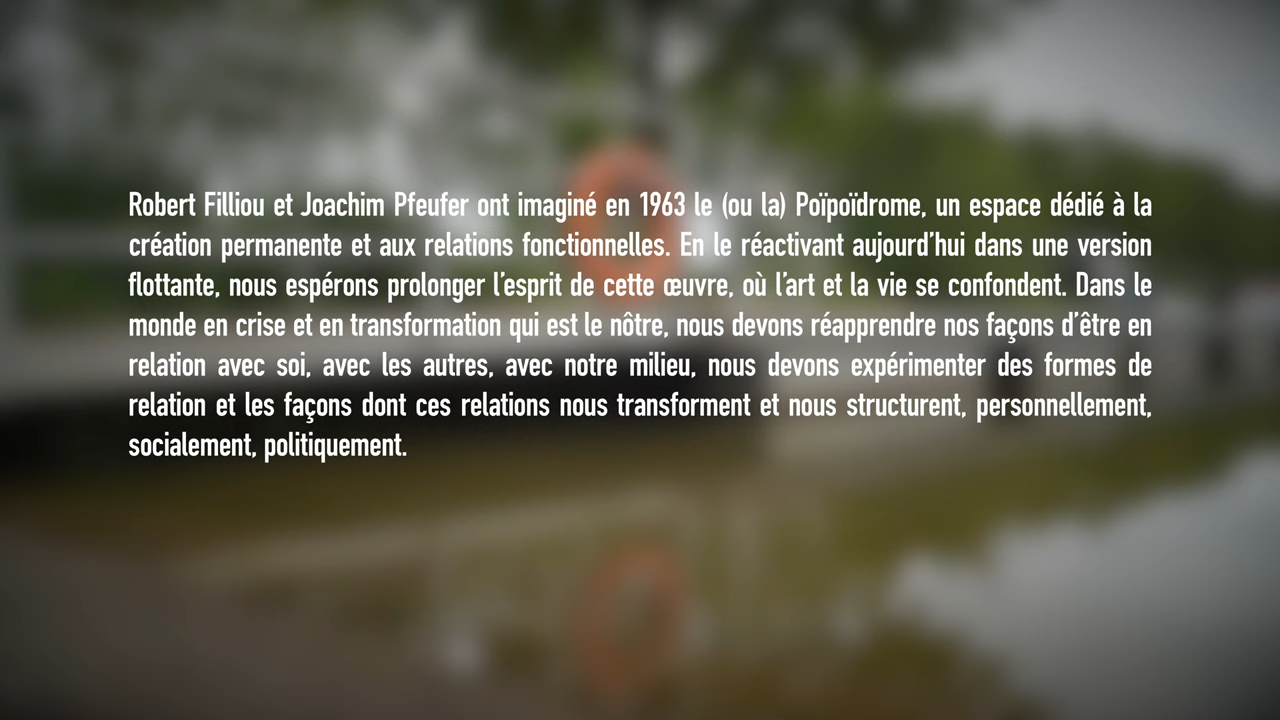 Robert Filliou et Joachim Pfeufer ont imaginé en 1963 le (ou la) Poïpoïdrome, un espace dédié à la
création permanente et aux relations fonctionnelles. En le réactivant aujourd’hui dans une version
flottante, nous espérons prolonger l’esprit de cette œuvre, où l’art et la vie se confondent. Dans le
monde en crise et en transformation qui est le nôtre, nous devons réapprendre nos façons d’être en
relation avec soi, avec les autres, avec notre milieu, nous devons expérimenter des formes de
relation et les façons dont ces relations nous transforment et nous structurent, personnellement,
socialement, politiquement.